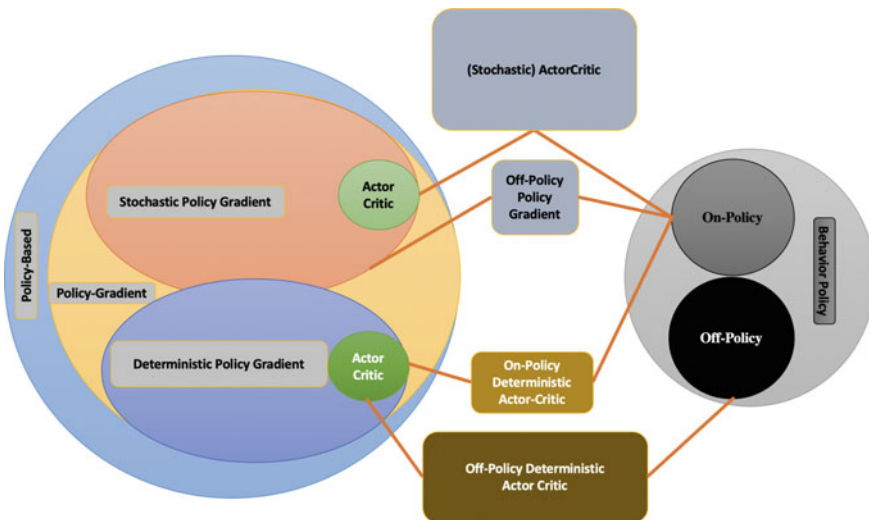 (Stochastic) ActorCritic
Stochastic Policy Gradient
Actor
Critic
Off-Policy
Policy
Gradient
On-Policy
Behavior Policy
Policy-Based
Policy-Gradient
Off-Policy
Deterministic Policy Gradient
Actor
Critic
On-Policy
Deterministic
Actor-Critic
Off-Policy Deterministic
Actor Critic